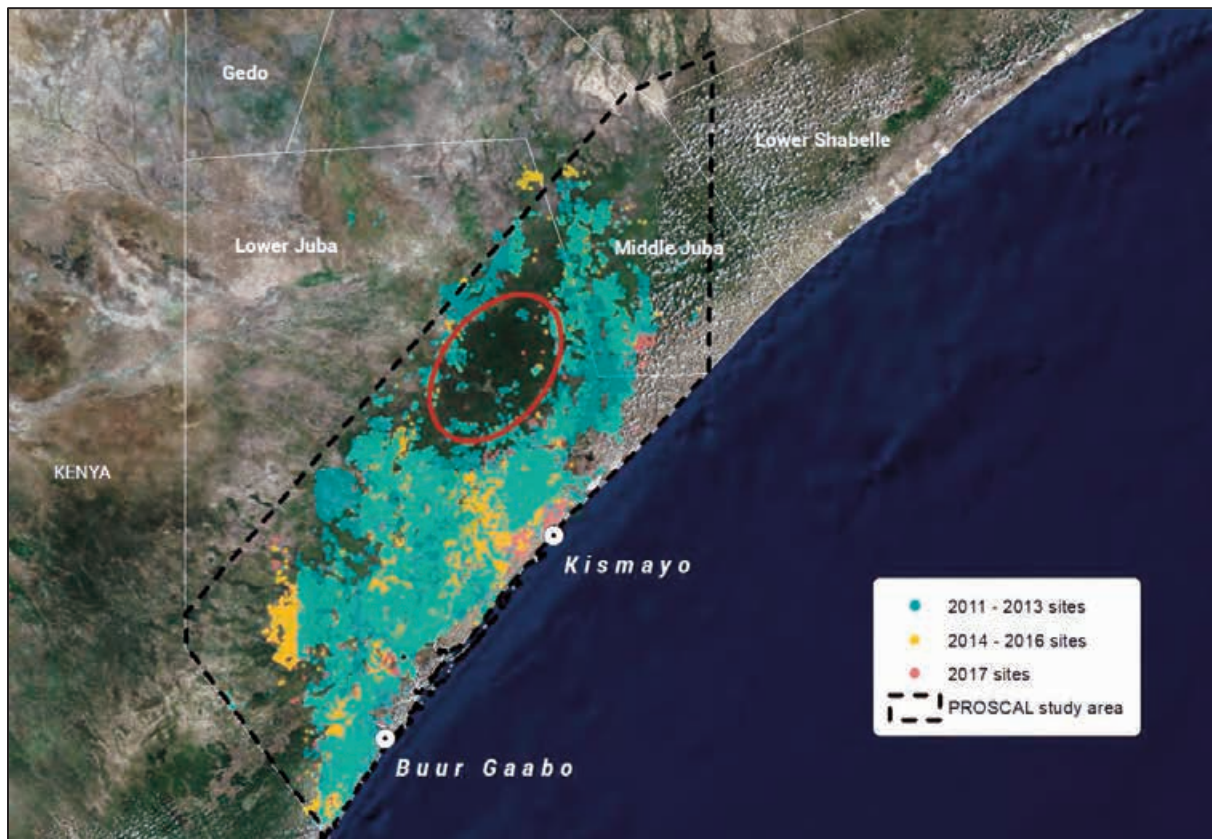 Gedo
Lower Shabelle
Lower Juba
Middle Juba
KENYA
Kismayo
Buur Gaabo
2011 - 2013 sites
2014 - 2016 sites
2017 sites
PROSCAL study area